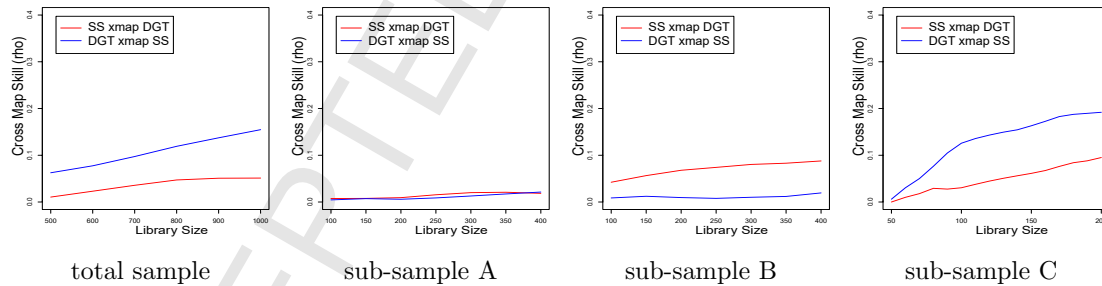 SS xmap DGT
DGT xmap SS
Cross Map Skill (rho)
0.0 0.1 0.2 0.3 0.4
500 600 700 800 900 1000
Library Size
total sample
SS xmap DGT
DGT xmap SS
Cross Map Skill (rho)
0.0 0.1 0.2 0.3 0.4
100 150 200 250 300 350 400
Library Size
sub-sample A
SS xmap DGT
DGT xmap SS
Cross Map Skill (rho)
0.0 0.1 0.2 0.3 0.4
100 150 200 250 300 350 400
Library Size
sub-sample B
SS xmap DGT
DGT xmap SS
Cross Map Skill (rho)
0.0 0.1 0.2 0.3 0.4
50 100 150
Library Size
sub-sample C